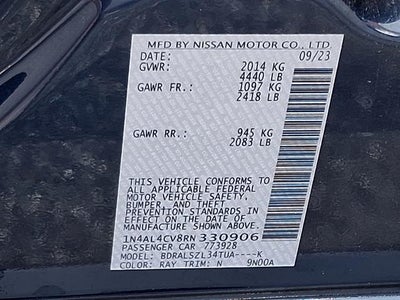 MFD BY NISSAN MOTOR CO., LTD
DATE: 09/23
GVWR: 2014 KG
4440 LB
GAWR FR.: 1097 KG
2418 LB
GAWR RR.: 945 KG
2083 LB
THIS VEHICLE CONFORMS TO
ALL APPLICABLE FEDERAL
MOTOR VEHICLE SAFETY,
BUMPER, AND THEFT
PREVENTION STANDARDS
IN EFFECT ON THE DATE OF
MANUFACTURE SHOWN ABOVE.
1N4AL4CV8RN330906
PASSENGER CAR 773928
MODEL: BDRALSZL34TUA----K
COLOR: RAY TRIM: N 9N00A